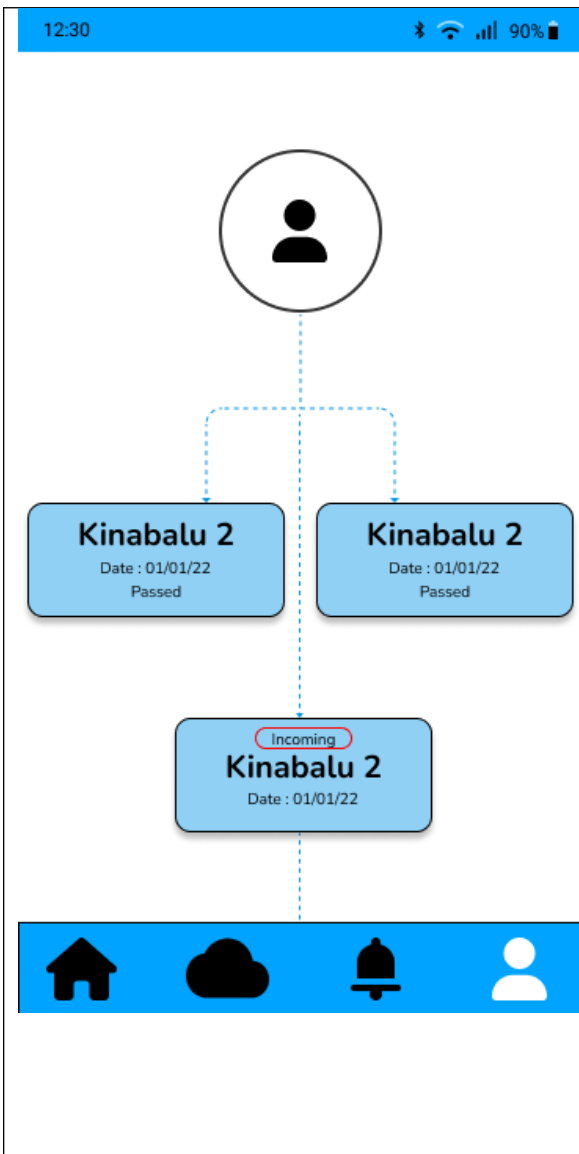 12:30
90%
Kinabalu 2
Date : 01/01/22
Passed
Kinabalu 2
Date : 01/01/22
Passed
Incoming
Kinabalu 2
Date : 01/01/22